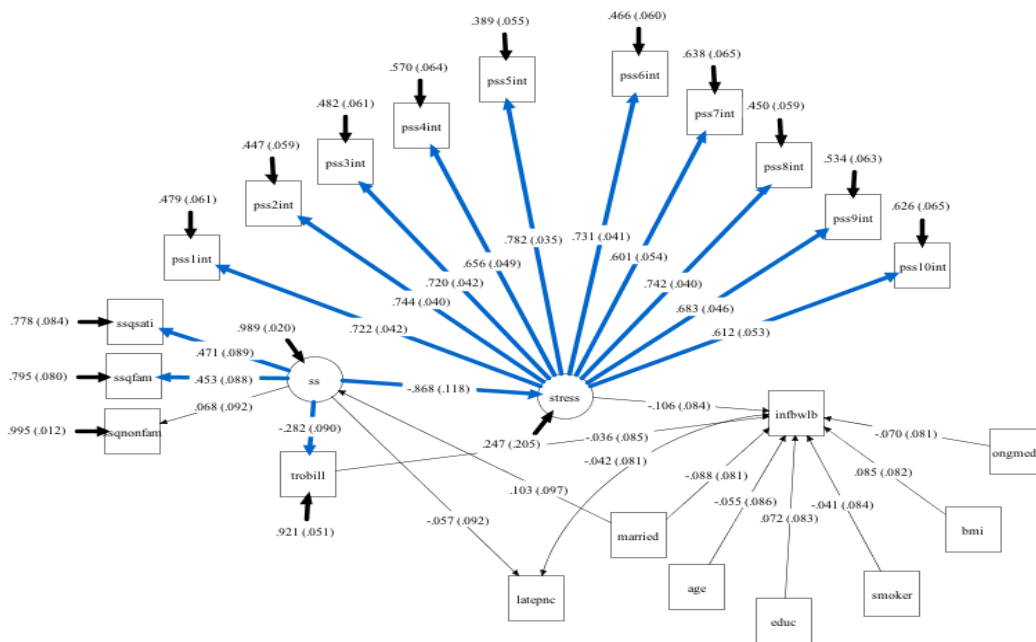 .389 (.055)
.466 (.060)
.570 (.064)
.638 (.065)
.482 (.061)
.450 (.059)
.447 (.059)
.534 (.063)
.479 (.061)
.626 (.065)
pss5int
pss6int
pss4int
pss7int
pss3int
pss8int
pss2int
pss9int
pss1int
pss10int
.782 (.035)
.731 (.041)
.656 (.049)
.601 (.054)
.720 (.042)
.742 (.040)
.744 (.040)
.683 (.046)
.722 (.042)
.612 (.053)
.778 (.084)
ssqsati
.989 (.020)
.471 (.089)
.795 (.080)
ssqfam
.453 (.088)
ss
-.868 (.118)
stress
.068 (.092)
.995 (.012)
sqnonfam
-.282 (.090)
-.106 (.084)
infbwlb
.247 (.205)
-.036 (.085)
-.070 (.081)
ongmed
trobill
-.042 (.081)
-.088 (.081)
.085 (.082)
.103 (.097)
-.055 (.086)
-.041 (.084)
.072 (.083)
.921 (.051)
-.057 (.092)
married
bmi
latepnc
age
smoker
educ